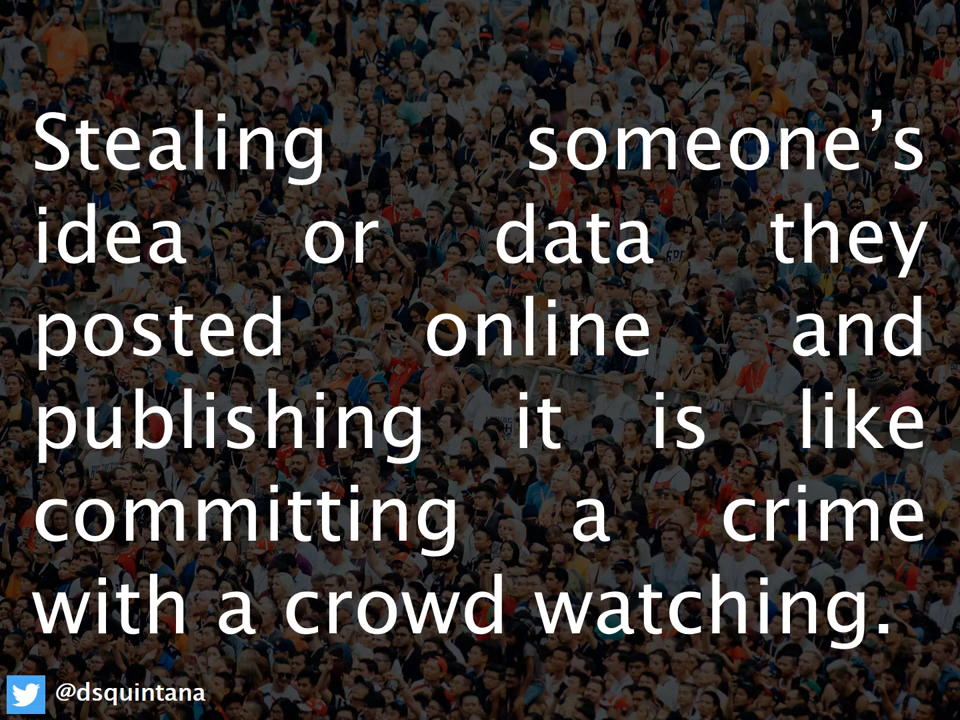 Stealing someone’s
idea or data they
posted online and
publishing it is like
committing a crime
with a crowd watching.
@dsquintana